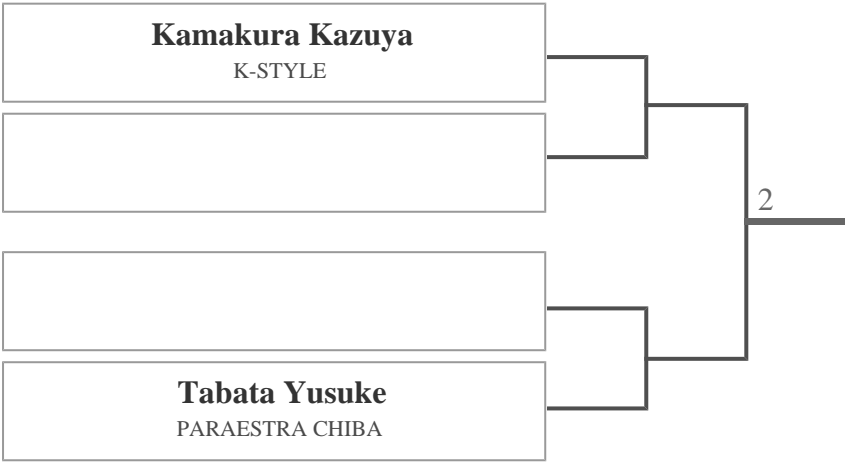 Kamakura Kazuya
K-STYLE
2
Tabata Yusuke
PARAESTRA CHIBA